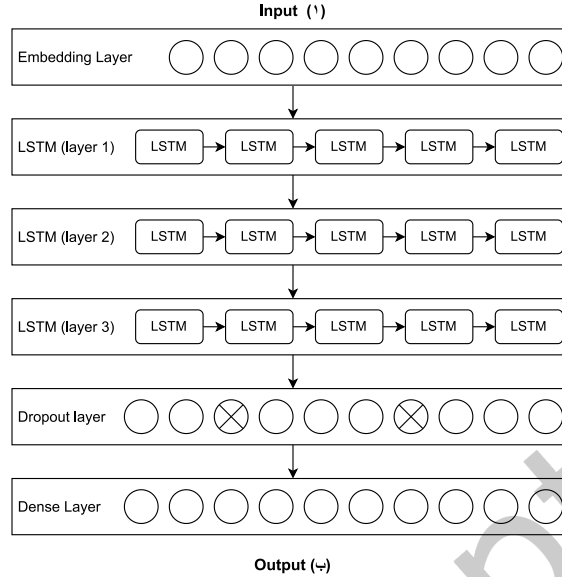 Input (١)
Embedding Layer
LSTM (layer 1) LSTM LSTM LSTM LSTM LSTM
LSTM (layer 2) LSTM LSTM LSTM LSTM LSTM
LSTM (layer 3) LSTM LSTM LSTM LSTM LSTM
Dropout layer
Dense Layer
Output (ب)